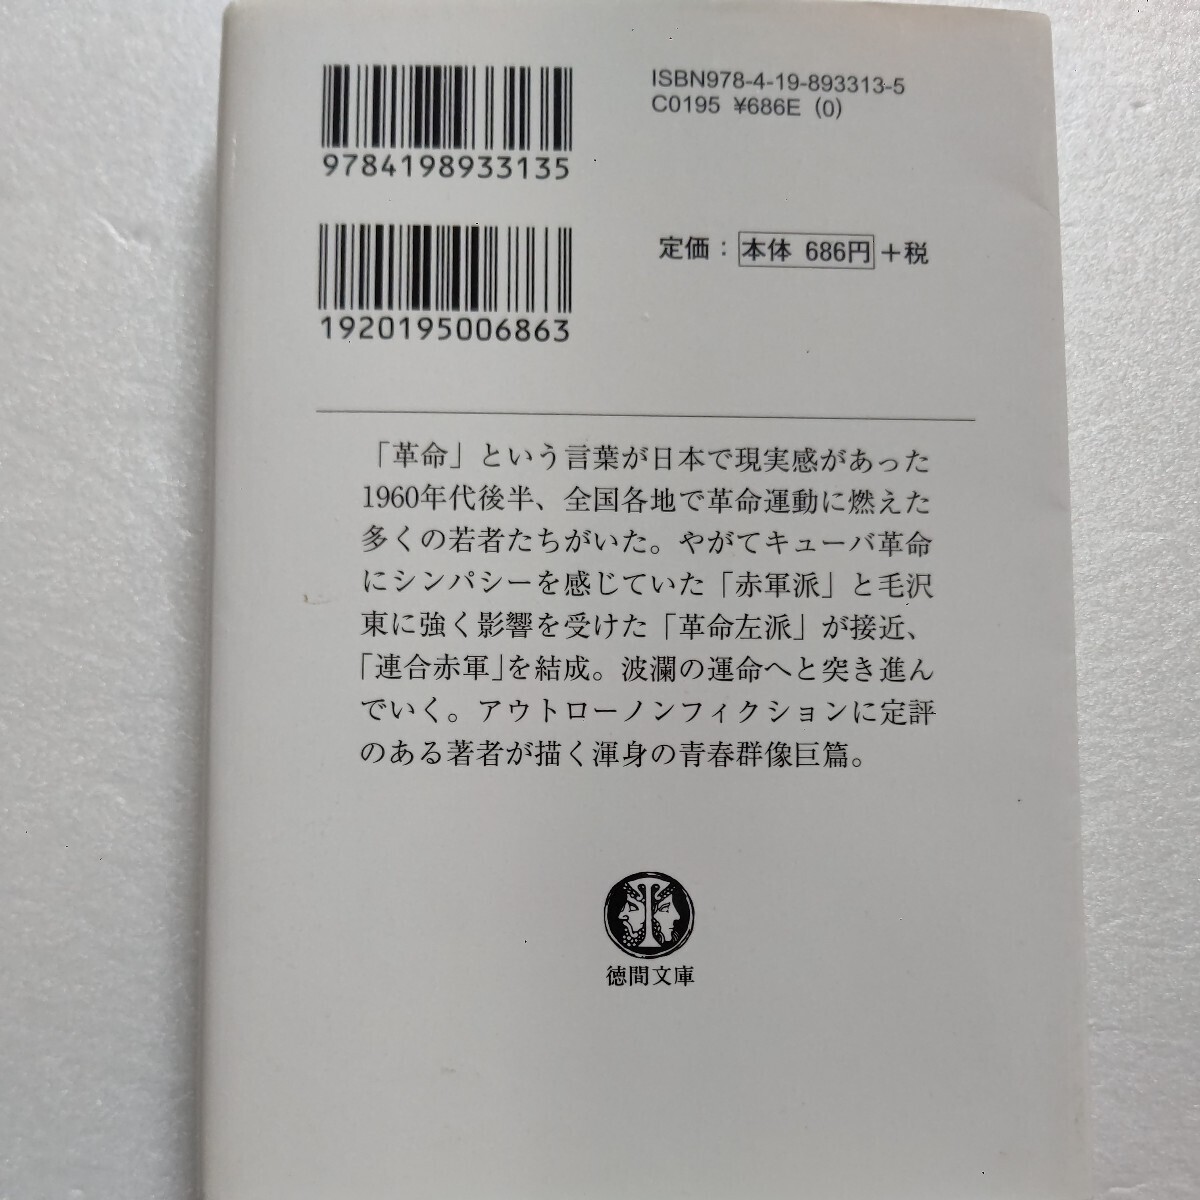 9784198933135
ISBN978-4-19-893313-5
C0195 ¥686E (0)
1920195006863
定価：本体 686円＋税
「革命」という言葉が日本で現実感があった
1960年代後半、全国各地で革命運動に燃えた
多くの若者たちがいた。やがてキューバ革命
にシンパシーを感じていた「赤軍派」と毛沢
東に強く影響を受けた「革命左派」が接近、
「連合赤軍」を結成。波瀾の運命へと突き進ん
でいく。アウトローノンフィクションに定評
のある著者が描く渾身の青春群像巨篇。
徳間文庫